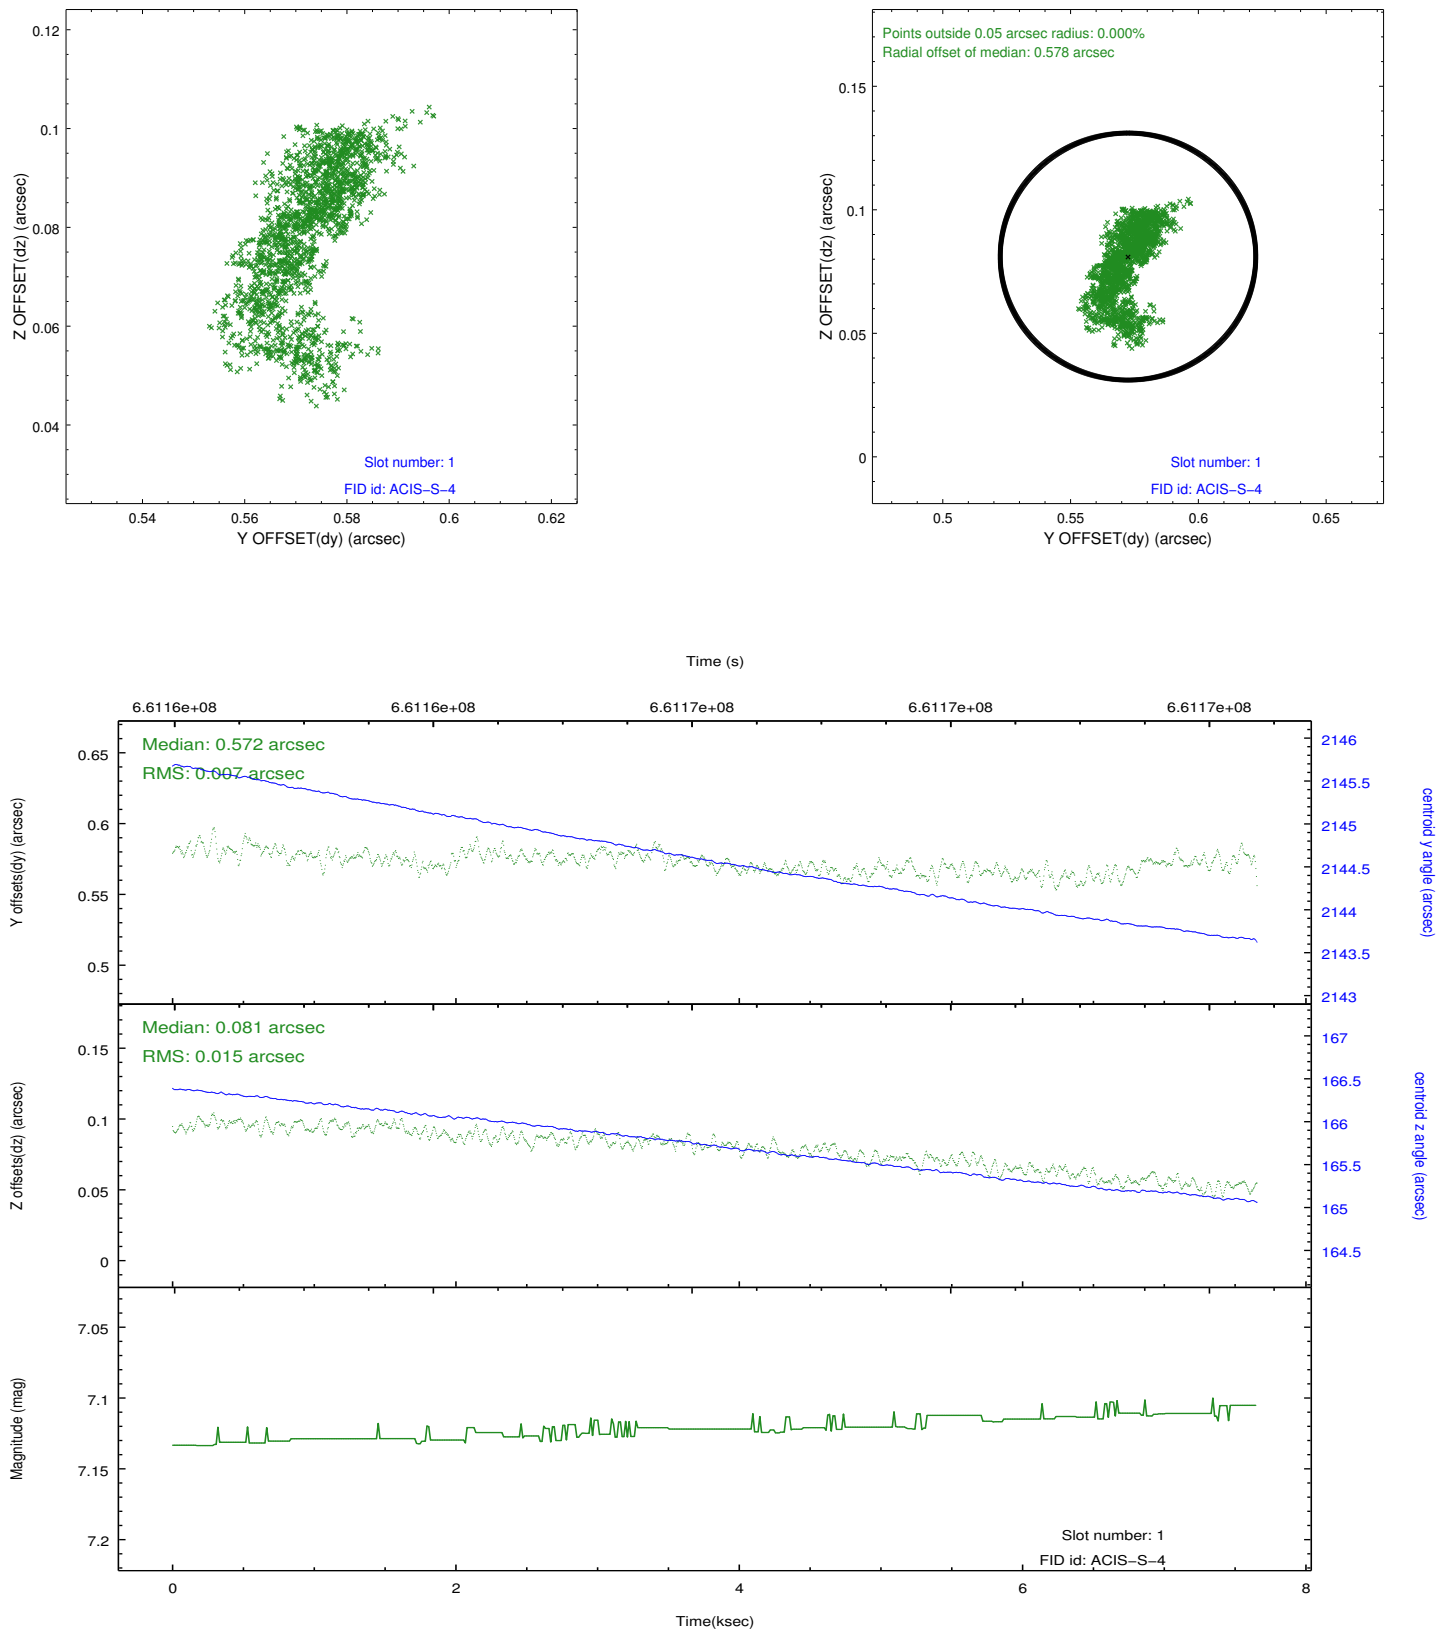 0.12
0.1
0.08
0.06
0.04
Z OFFSET(dz) (arcsec)
Slot number: 1
FID id: ACIS−S−4
0.54 0.56 0.58 0.6 0.62
Y OFFSET(dy) (arcsec)
Points outside 0.05 arcsec radius: 0.000%
Radial offset of median: 0.578 arcsec
0.15
0.1
0.05
0
Z OFFSET(dz) (arcsec)
Slot number: 1
FID id: ACIS−S−4
0.5 0.55 0.6 0.65
Y OFFSET(dy) (arcsec)
Time (s)
6.6116e+08 6.6116e+08 6.6117e+08 6.6117e+08 6.6117e+08
Median: 0.572 arcsec
RMS: 0.007 arcsec
0.65
0.6
0.55
0.5
Y offsets(dy) (arcsec)
2146
2145.5
2145
2144.5
2144
2143.5
2143
centroid y angle (arcsec)
Median: 0.081 arcsec
RMS: 0.015 arcsec
0.15
0.1
0.05
0
Z offsets(dz) (arcsec)
167
166.5
166
165.5
165
164.5
centroid z angle (arcsec)
7.05
7.1
7.15
7.2
Magnitude (mag)
Slot number: 1
FID id: ACIS−S−4
0 2 4 6 8
Time(ksec)